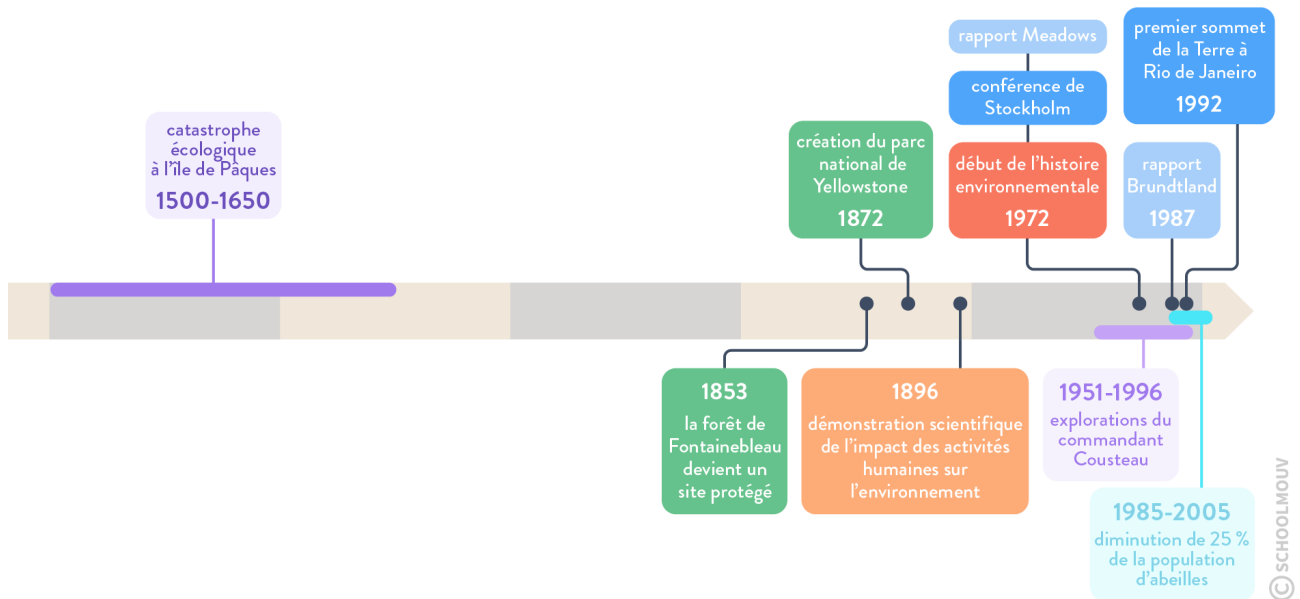 catastrophe
écologique
à l'île de Pâques
1500-1650
création du parc
national de
Yellowstone
1872
rapport Meadows
conférence de
Stockholm
début de l'histoire
environnementale
1972
premier sommet
de la Terre à
Rio de Janeiro
1992
rapport
Brundtland
1987
1853
la forêt de
Fontainebleau
devient un
site protégé
1896
démonstration scientifique
de l'impact des activités
humaines sur
l'environnement
1951-1996
explorations du
commandant
Cousteau
1985-2005
diminution de 25 %
de la population
d'abeilles
© SCHOOLMOUV